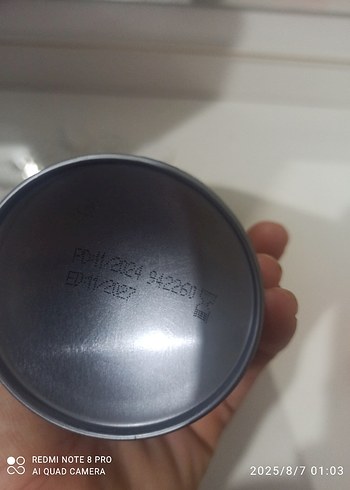 PD:11/2024 942260
ED:11/2027
REDMI NOTE 8 PRO
AI QUAD CAMERA
2025/8/7 01:03